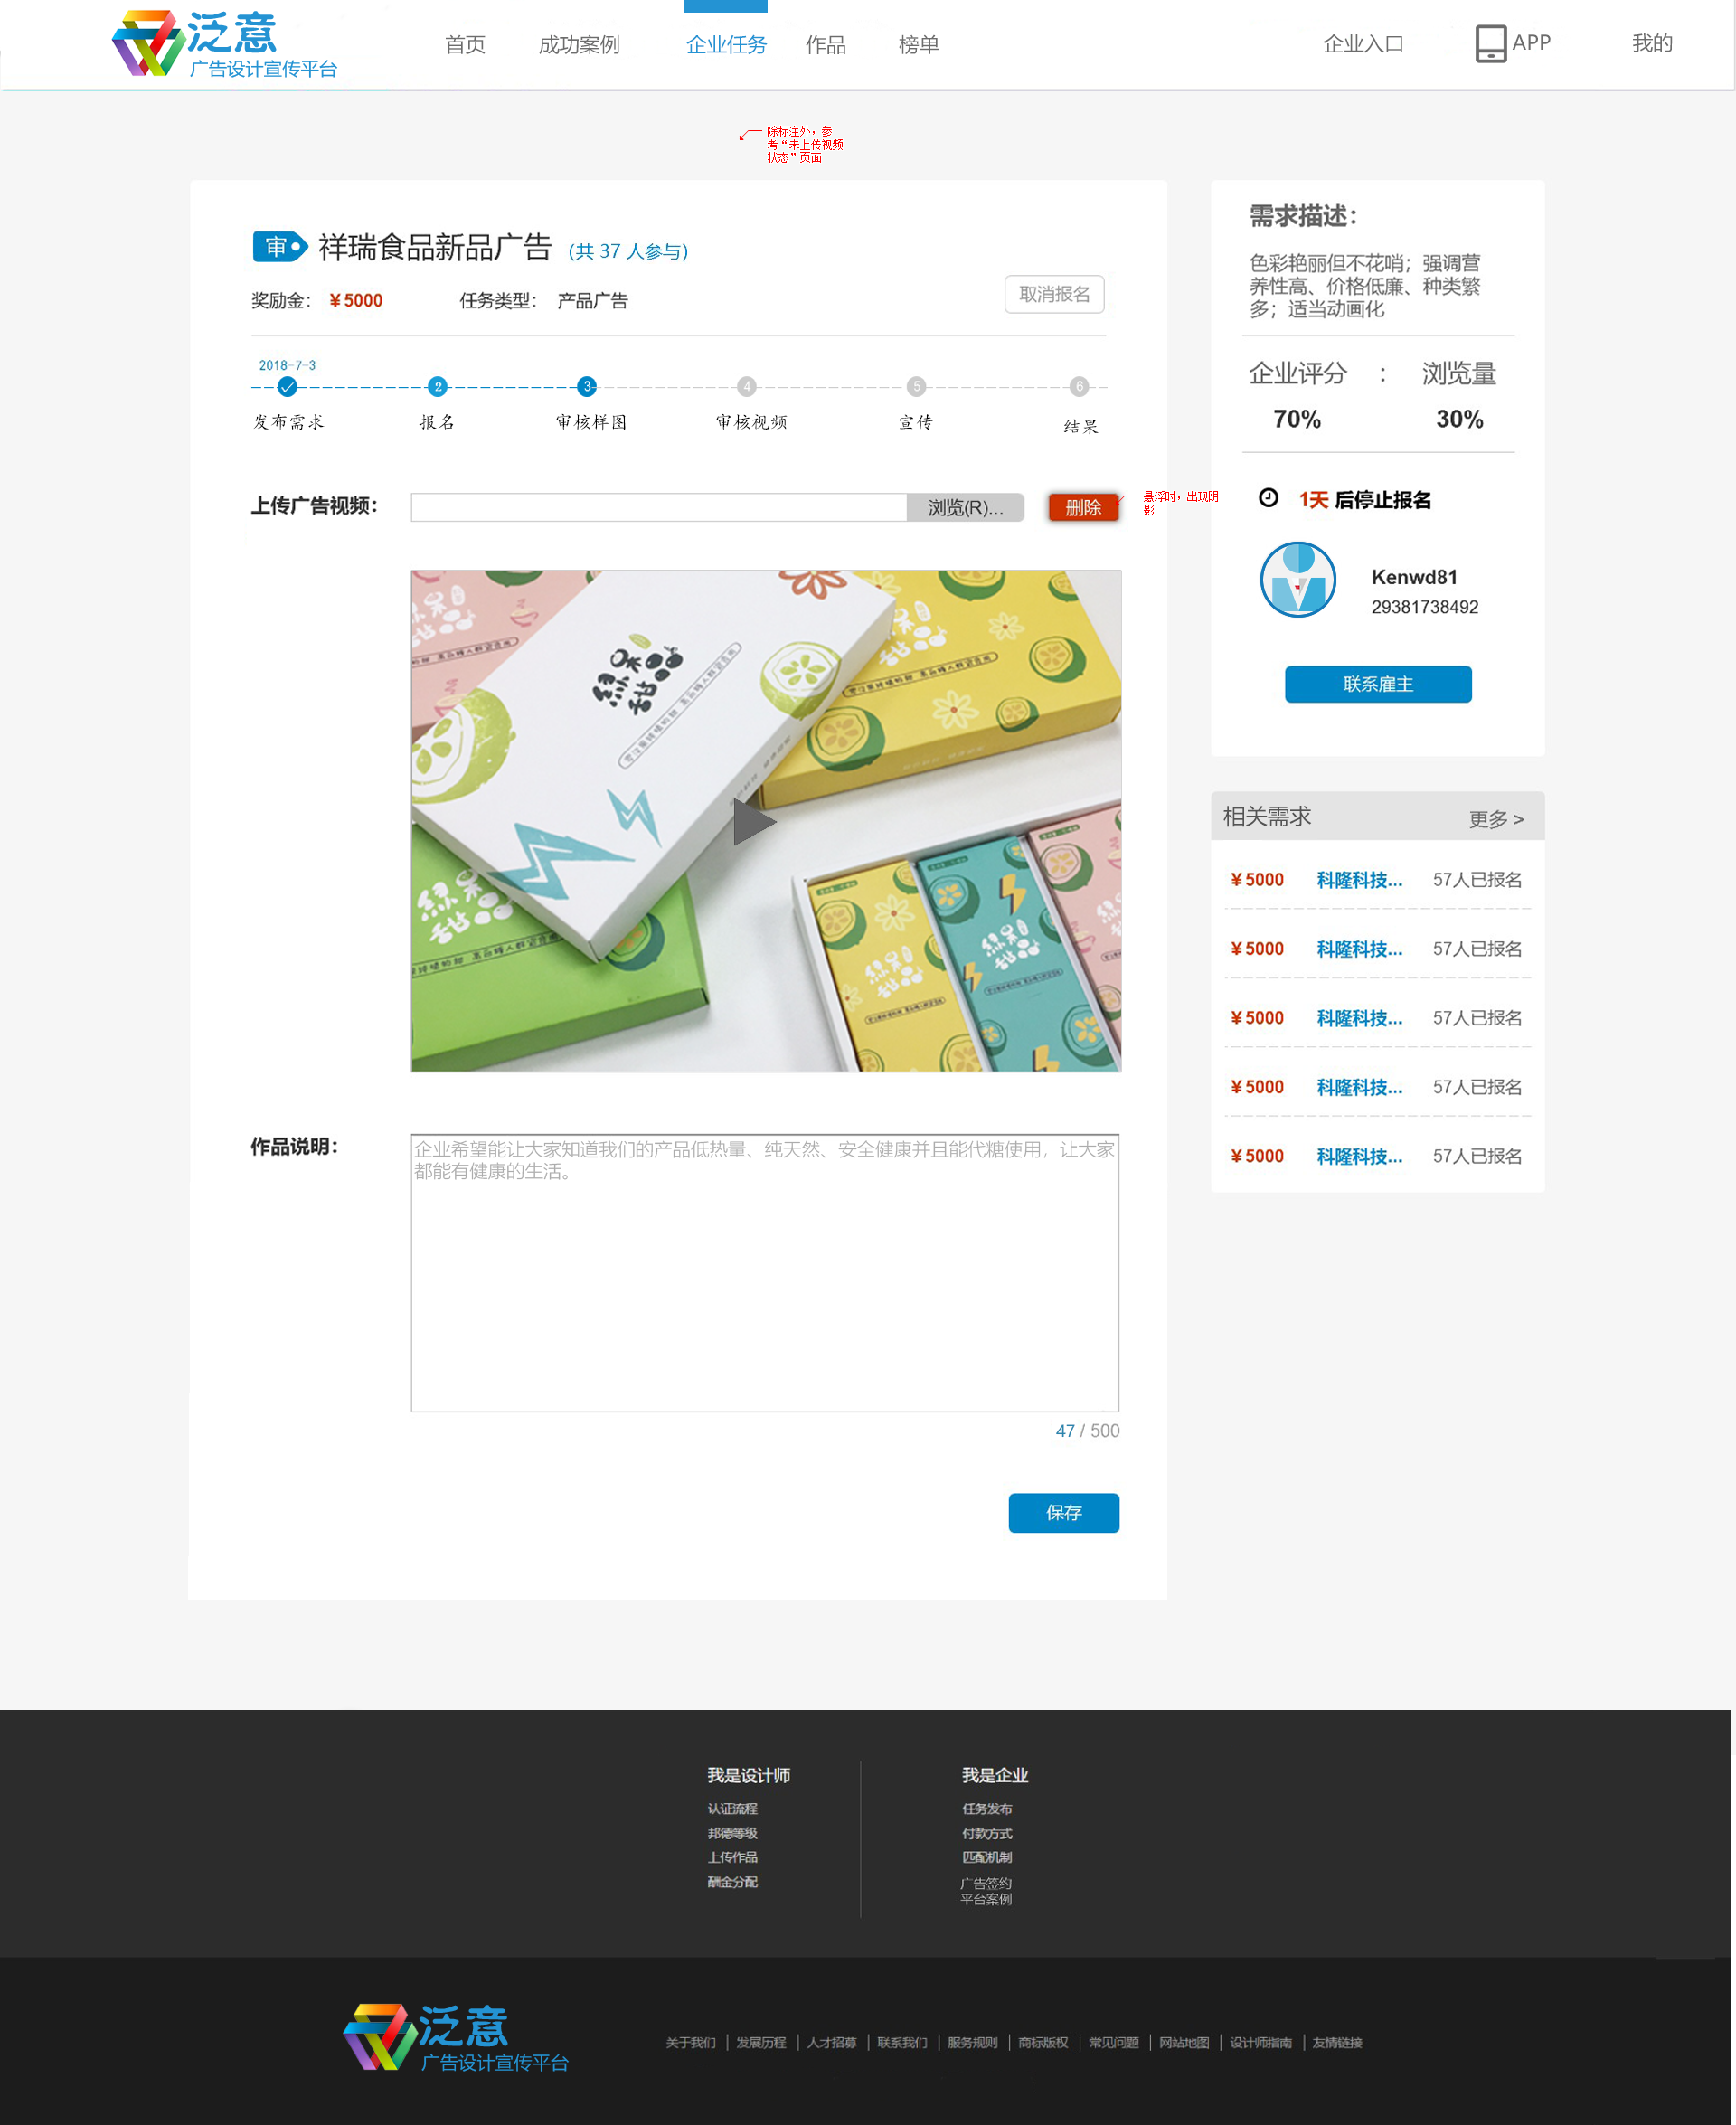 泛意
广告设计宣传平台
首页 成功案例 企业任务 作品 榜单 企业入口 APP 我的
除标注外，参
考“未上传视频
状态”页面
审 祥瑞食品新品广告 (共 37 人参与)
奖励金： ￥5000 任务类型： 产品广告
取消报名
2018-7-3
2 3 4 5 6
发布需求 报名 审核样图 审核视频 宣传 结果
上传广告视频： 浏览(R)... 删除
悬浮时，出现阴
影
作品说明：
企业希望能让大家知道我们的产品低热量、纯天然、安全健康并且能代糖使用，让大家
都能有健康的生活。
47 / 500
保存
需求描述：
色彩艳丽但不花哨；强调营
养性高、价格低廉、种类繁
多；适当动画化
企业评分 ： 浏览量
70% 30%
1天 后停止报名
Kenwd81
29381738492
联系雇主
相关需求 更多 >
￥5000 科隆科技... 57人已报名
￥5000 科隆科技... 57人已报名
￥5000 科隆科技... 57人已报名
￥5000 科隆科技... 57人已报名
￥5000 科隆科技... 57人已报名
我是设计师
认证流程
邦德等级
上传作品
酬金分配
我是企业
任务发布
付款方式
匹配机制
广告签约
平台案例
泛意
广告设计宣传平台
关于我们 | 发展历程 | 人才招募 | 联系我们 | 服务规则 | 商标版权 | 常见问题 | 网站地图 | 设计师指南 | 友情链接